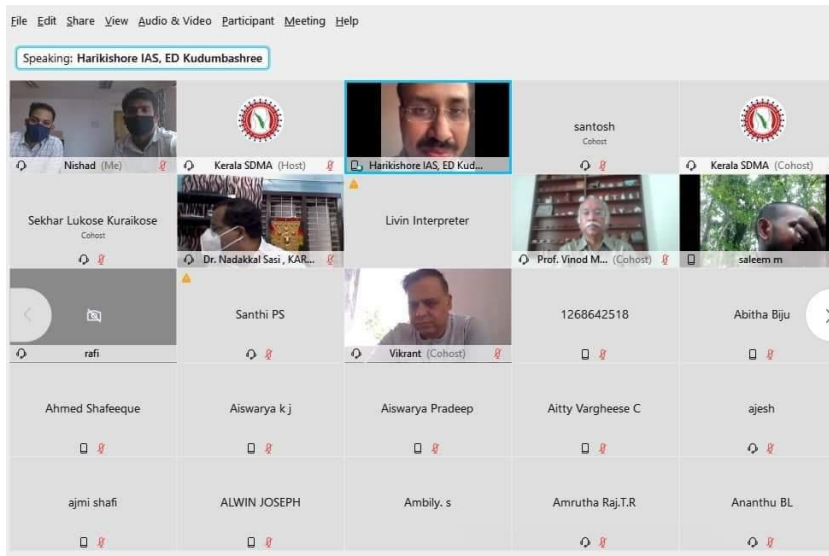 File Edit Share View Audio & Video Participant Meeting Help
Speaking: Harikishore IAS, ED Kudumbashree
Nishad (Me)
Kerala SDMA (Host)
Harikishore IAS, ED Kud...
santosh
Cohost
Kerala SDMA (Cohost)
Sekhar Lukose Kuraikose
Cohost
Dr. Nadakkal Sasi , KAR...
Livin Interpreter
Prof. Vinod M... (Cohost)
saleem m
rafi
Santhi PS
Vikrant (Cohost)
1268642518
Abitha Biju
Ahmed Shafeeque
Aiswarya k j
Aiswarya Pradeep
Aitty Vargheese C
ajesh
ajmi shafi
ALWIN JOSEPH
Ambily. s
Amrutha Raj.T.R
Ananthu BL